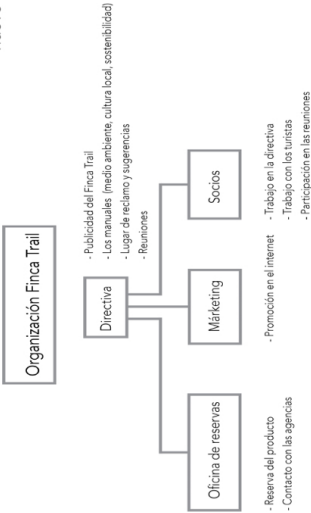 Organización Finca Trail
Directiva
- Publicidad del Finca Trail
- Los manuales (medio ambiente, cultura local, sostenibilidad)
- Lugar de reclamo y sugerencias
- Reuniones
Oficina de reservas
- Reserva del producto
- Contacto con las agencias
Márketing
- Promoción en el internet
Socios
- Trabajo en la directiva
- Trabajo con los turistas
- Participación en las reuniones